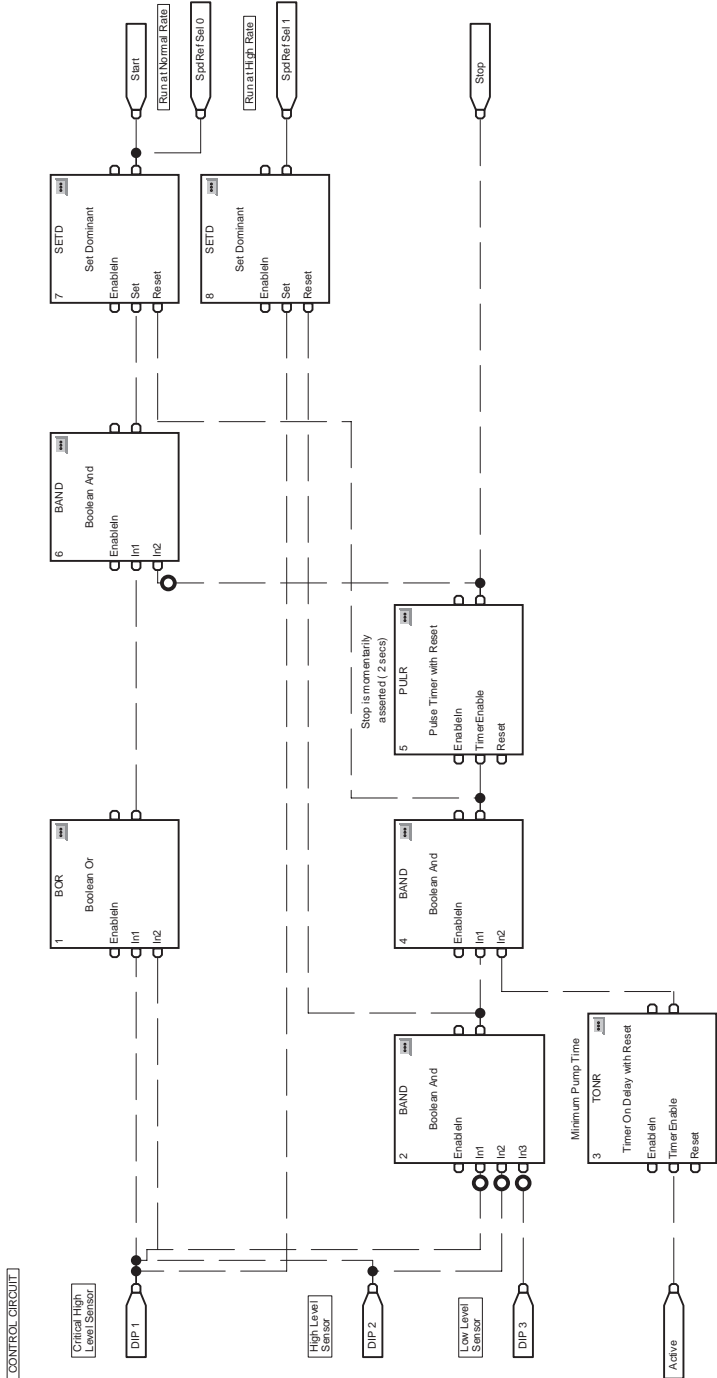 CONTROL CIRCUIT
Critical High
Level Sensor
DIP 1
High Level
Sensor
DIP 2
Low Level
Sensor
DIP 3
Active
1 BOR
Boolean Or
EnableIn
In1
In2
2 BAND
Boolean And
EnableIn
In1
In2
In3
Minimum Pump Time
3 TONR
Timer On Delay with Reset
EnableIn
TimerEnable
Reset
4 BAND
Boolean And
EnableIn
In1
In2
Stop is momentarily
asserted ( 2 secs)
5 PULR
Pulse Timer with Reset
EnableIn
TimerEnable
Reset
6 BAND
Boolean And
EnableIn
In1
In2
7 SETD
Set Dominant
EnableIn
Set
Reset
8 SETD
Set Dominant
EnableIn
Set
Reset
Start
Run at Normal Rate
SpdRef Sel 0
Run at High Rate
SpdRef Sel 1
Stop